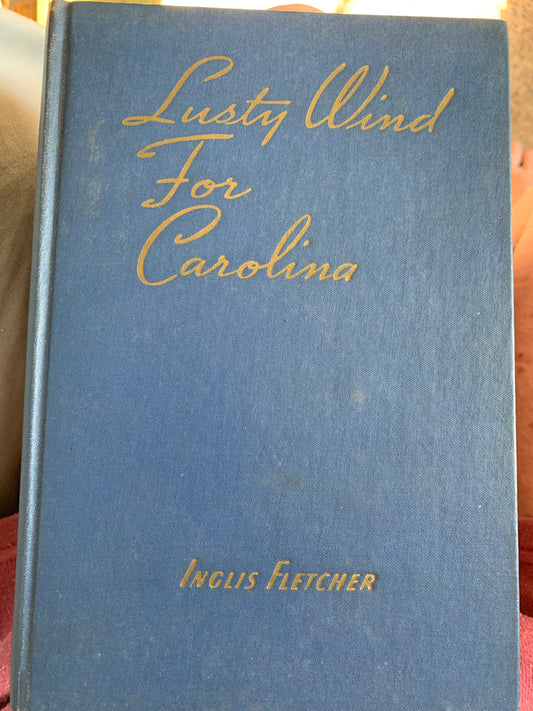 Lusty Wind
For
Carolina
INGLIS FLETCHER